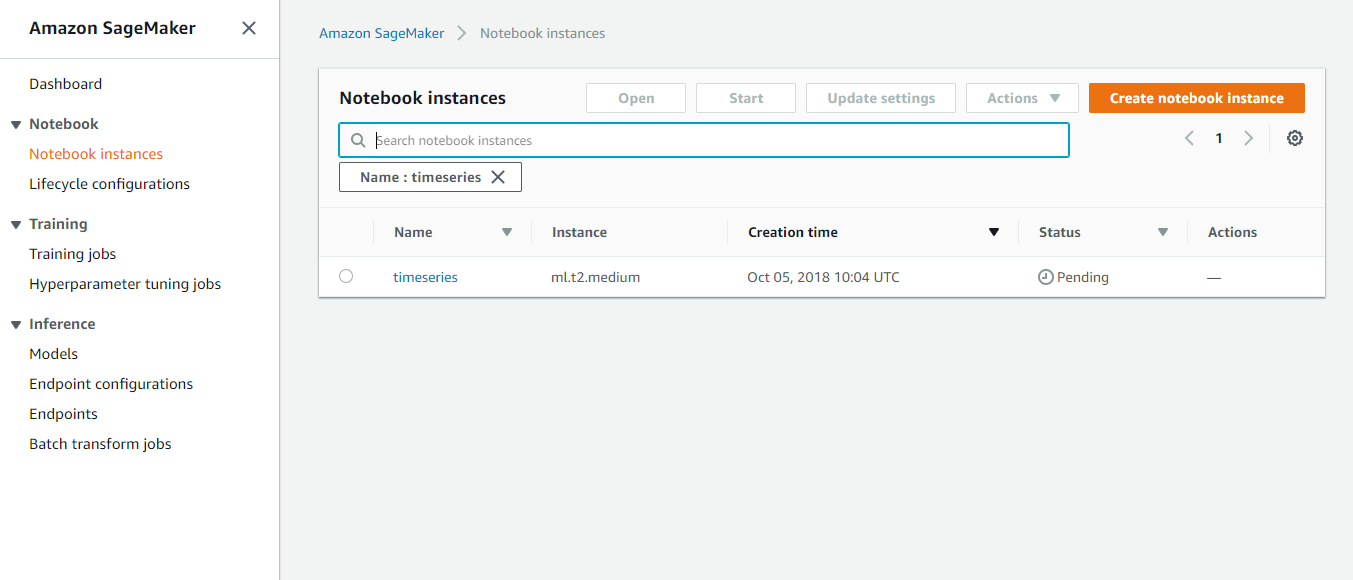 Amazon SageMaker
Dashboard
Notebook
Notebook instances
Lifecycle configurations
Training
Training jobs
Hyperparameter tuning jobs
Inference
Models
Endpoint configurations
Endpoints
Batch transform jobs
Amazon SageMaker > Notebook instances
Notebook instances Open Start Update settings Actions Create notebook instance
Search notebook instances 1
Name : timeseries
Name Instance Creation time Status Actions
timeseries ml.t2.medium Oct 05, 2018 10:04 UTC Pending —